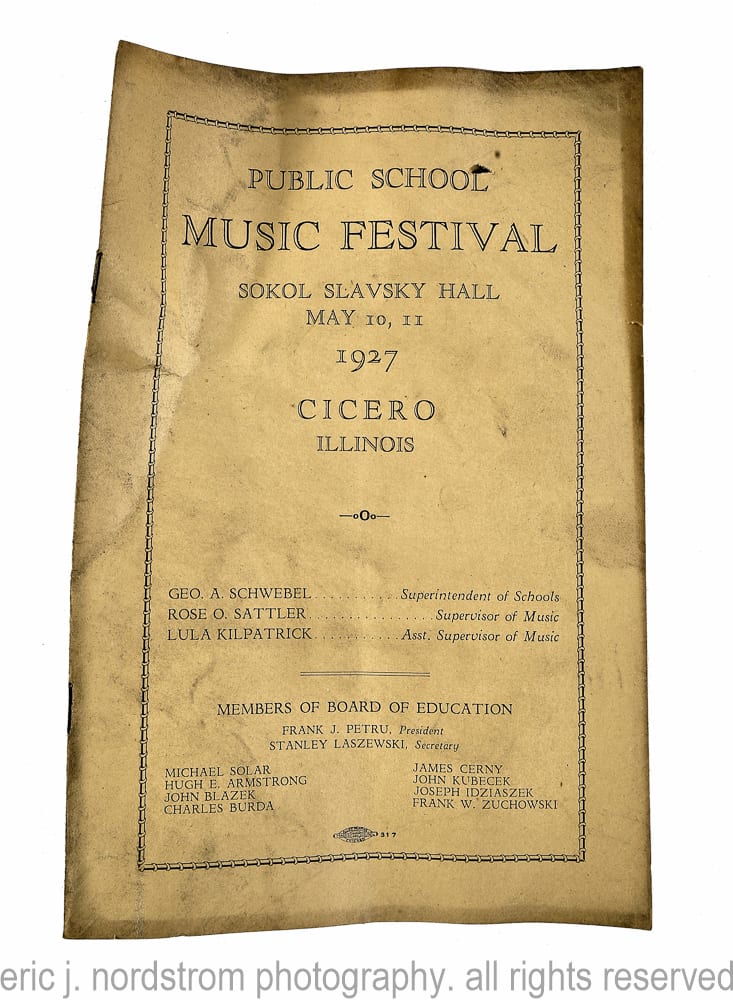 PUBLIC SCHOOL
MUSIC FESTIVAL
SOKOL SLAVSKY HALL
MAY 10, 11
1927
CICERO
ILLINOIS
—oOo—
GEO. A. SCHWEBEL..........Superintendent of Schools
ROSE O. SATTLER................Supervisor of Music
LULA KILPATRICK...........Asst. Supervisor of Music
MEMBERS OF BOARD OF EDUCATION
FRANK J. PETRU, President
STANLEY LASZEWSKI, Secretary
MICHAEL SOLAR
HUGH E. ARMSTRONG
JOHN BLAZEK
CHARLES BURDA
JAMES CERNY
JOHN KUBECEK
JOSEPH IDZIASZEK
FRANK W. ZUCHOWSKI
317
eric j. nordstrom photography. all rights reserved